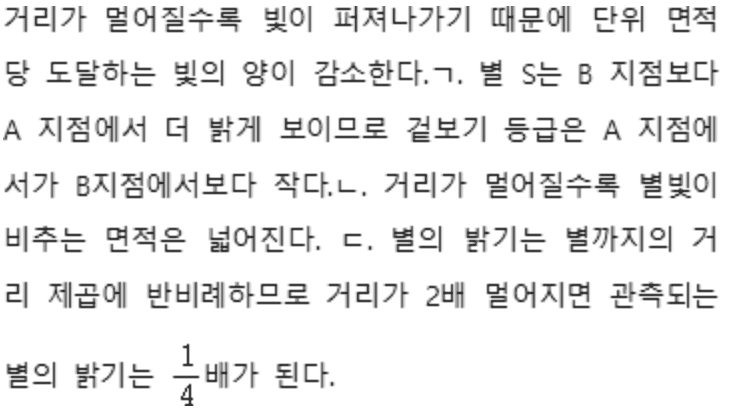 거리가 멀어질수록 빛이 퍼져나가기 때문에 단위 면적
당 도달하는 빛의 양이 감소한다.ㄱ. 별 S는 B 지점보다
A 지점에서 더 밝게 보이므로 겉보기 등급은 A 지점에
서가 B지점에서보다 작다.ㄴ. 거리가 멀어질수록 별빛이
비추는 면적은 넓어진다. ㄷ. 별의 밝기는 별까지의 거
리 제곱에 반비례하므로 거리가 2배 멀어지면 관측되는
별의 밝기는 1/4배가 된다.